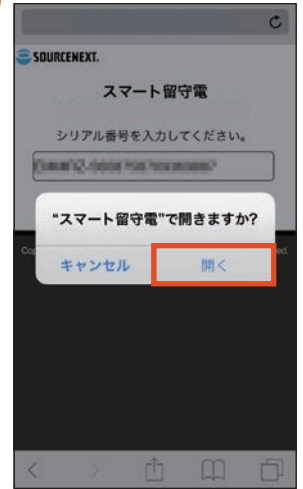 SOURCENEXT.
スマート留守電
シリアル番号を入力してください。
"スマート留守電"で開きますか?
キャンセル
開く